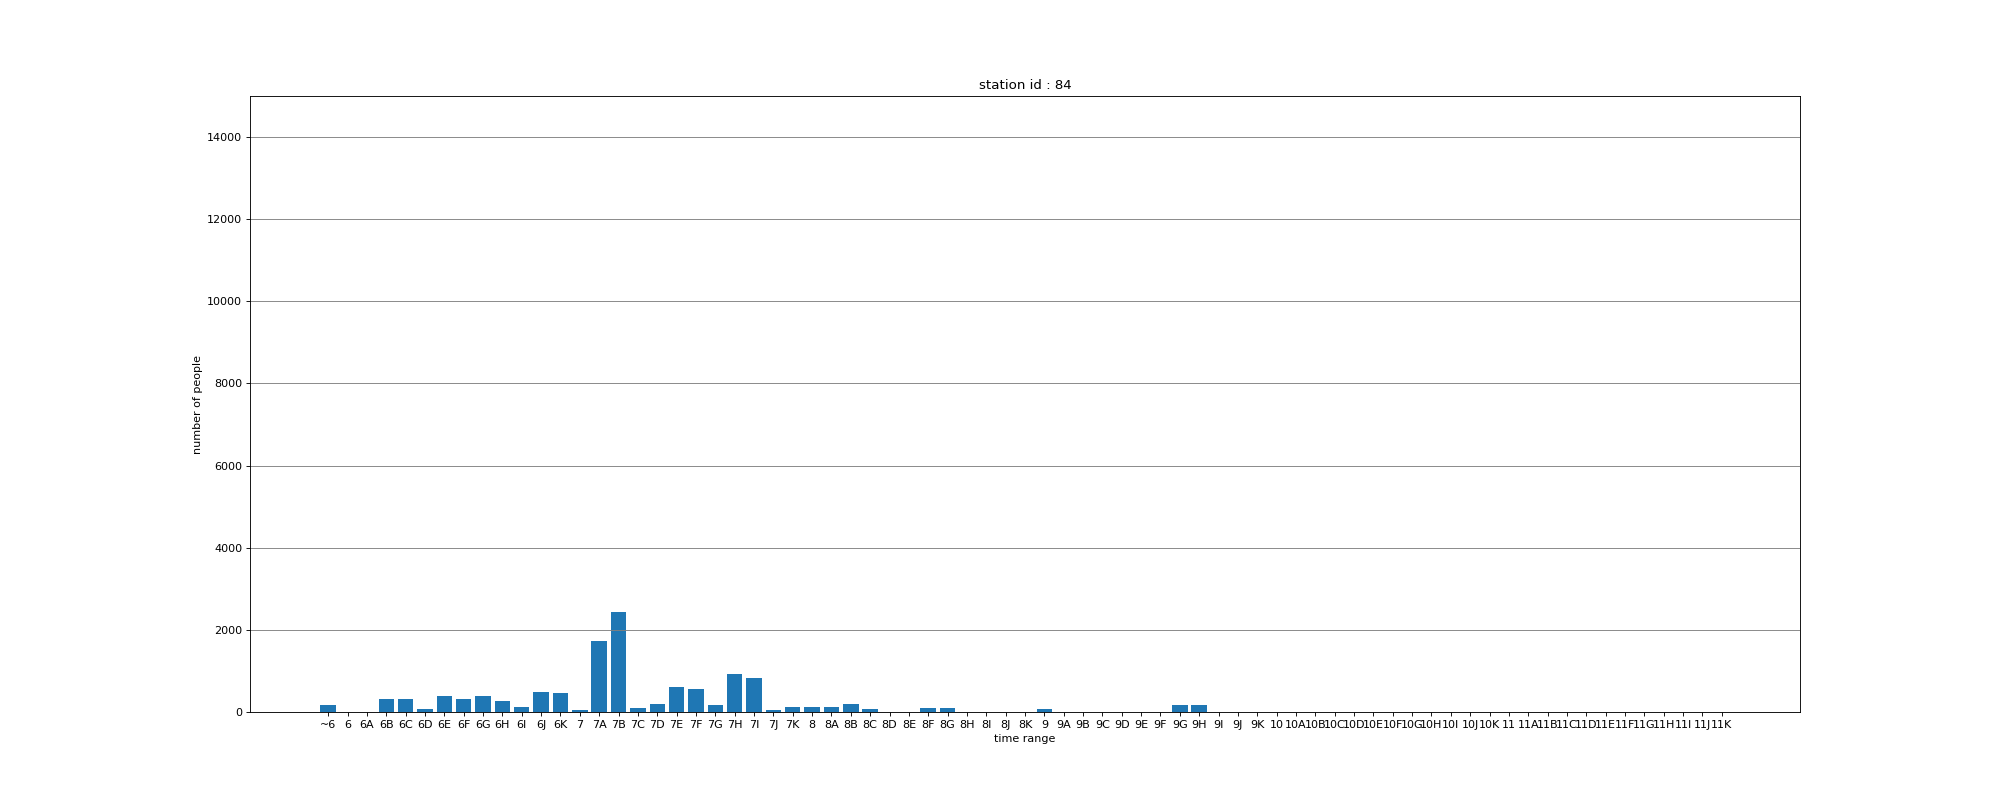 station id : 84
14000
12000
10000
8000
6000
4000
2000
0
number of people
~6 6 6A 6B 6C 6D 6E 6F 6G 6H 6I 6J 6K 7 7A 7B 7C 7D 7E 7F 7G 7H 7I 7J 7K 8 8A 8B 8C 8D 8E 8F 8G 8H 8I 8J 8K 9 9A 9B 9C 9D 9E 9F 9G 9H 9I 9J 9K 10 10A 10B 10C 10D 10E 10F 10G 10H 10I 10J 10K 11 11A 11B 11C 11D 11E 11F 11G 11H 11I 11J 11K
time range